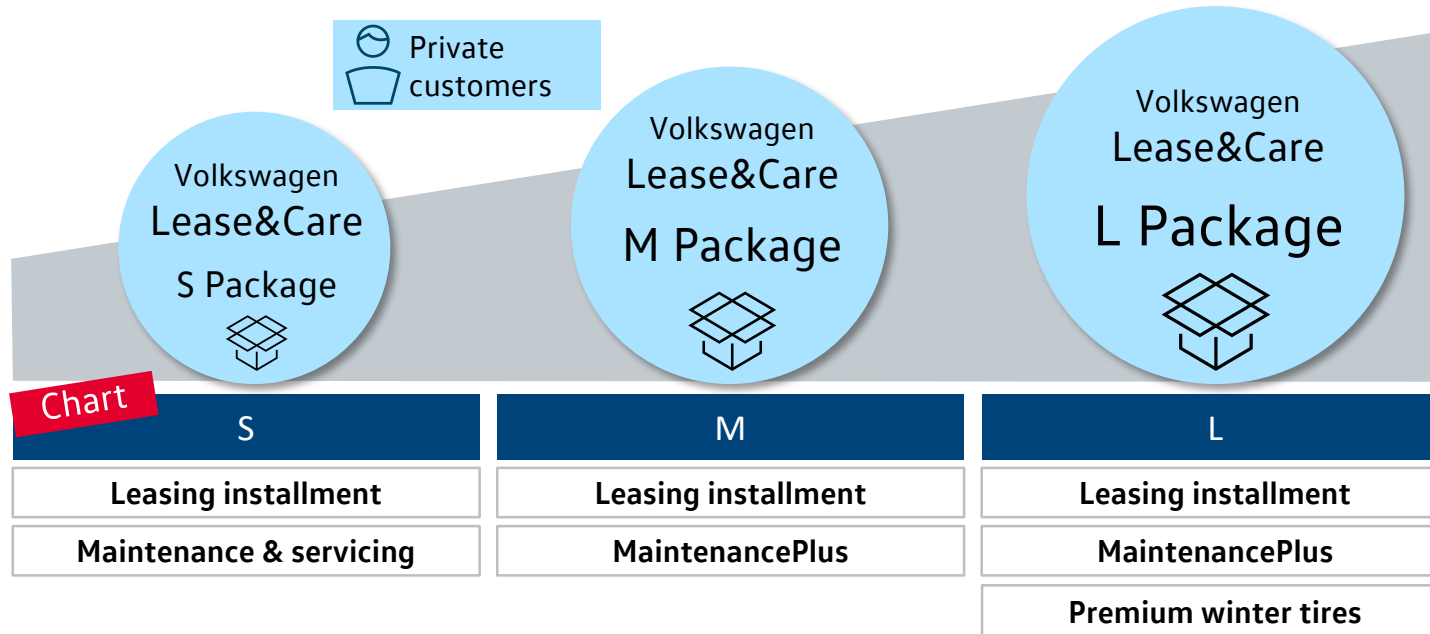 Private
customers
Volkswagen
Lease&Care
S Package
Volkswagen
Lease&Care
M Package
Volkswagen
Lease&Care
L Package
Chart
S
M
L
Leasing installment
Leasing installment
Leasing installment
Maintenance & servicing
MaintenancePlus
MaintenancePlus
Premium winter tires